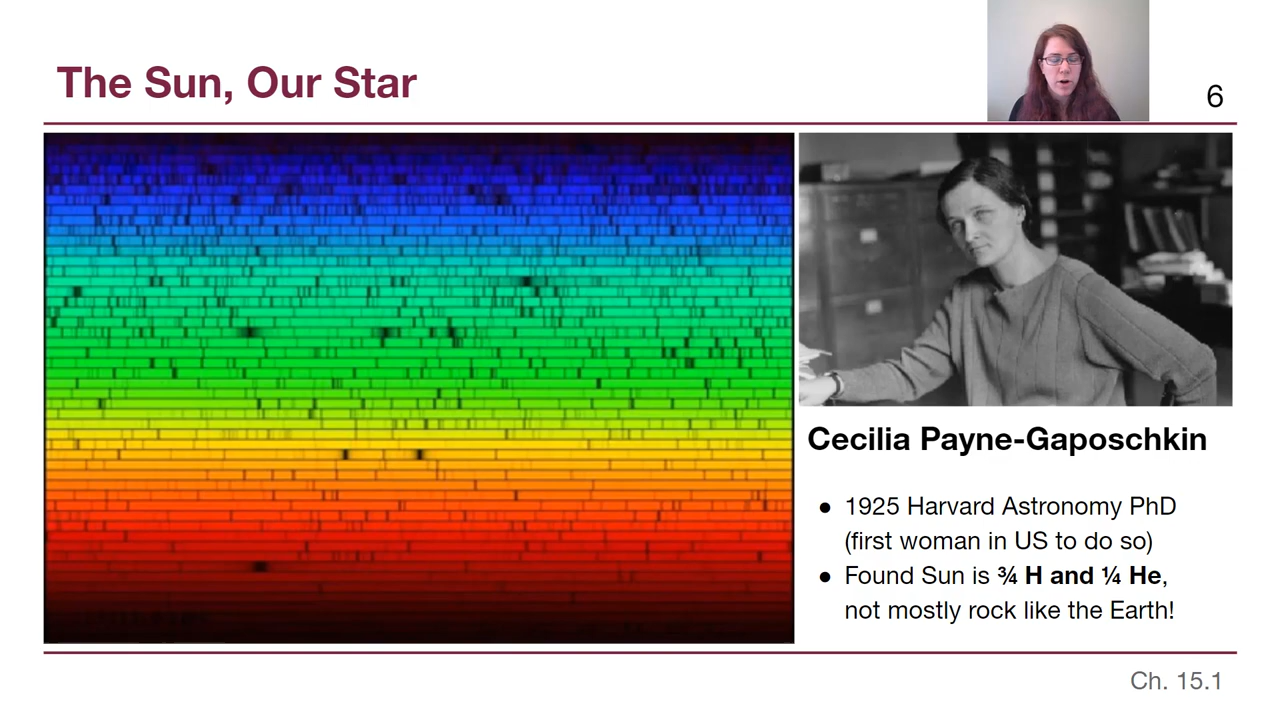 The Sun, Our Star
6
Cecilia Payne-Gaposchkin
● 1925 Harvard Astronomy PhD
(first woman in US to do so)
● Found Sun is ¾ H and ¼ He,
not mostly rock like the Earth!
Ch. 15.1